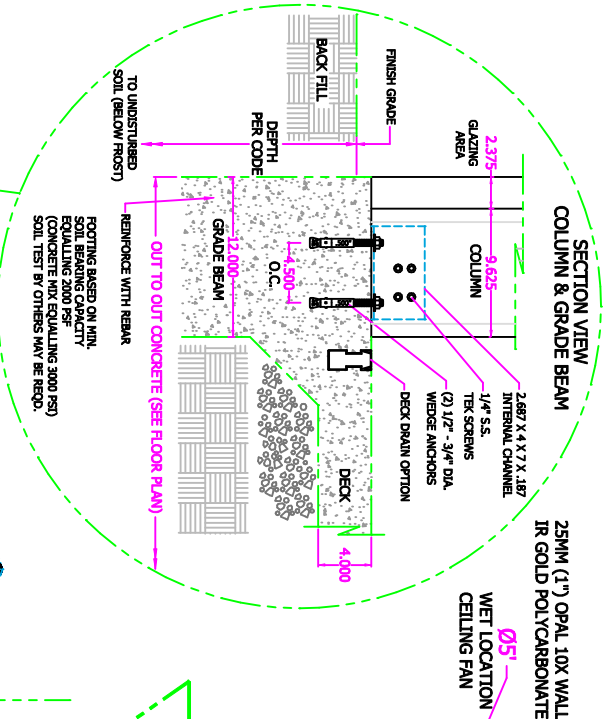 SECTION VIEW
COLUMN & GRADE BEAM
25MM (1") OPAL 10X WALL
IR GOLD POLYCARBONATE
Ø5'
WET LOCATION
CEILING FAN
2.687 X 4 X 7 X .187
INTERNAL CHANNEL
1/4" S.S.
TEK SCREWS
(2) 1/2" - 3/4" DIA.
WEDGE ANCHORS
DECK DRAIN OPTION
2.375
GLAZING
AREA
9.625
COLUMN
FINISH GRADE
BACK FILL
DEPTH
PER CODE
TO UNDISTURBED
SOIL (BELOW FROST)
.500"
.500"
4.500
O.C.
12.000
GRADE BEAM
DECK
4.000
OUT TO OUT CONCRETE (SEE FLOOR PLAN)
REINFORCE WITH REBAR
FOOTING BASED ON MIN.
SOIL BEARING CAPACITY
EQUALLING 2000 PSF
(CONCRETE MIX EQUALLING 3000 PSI)
SOIL TEST BY OTHERS MAY BE REQD.